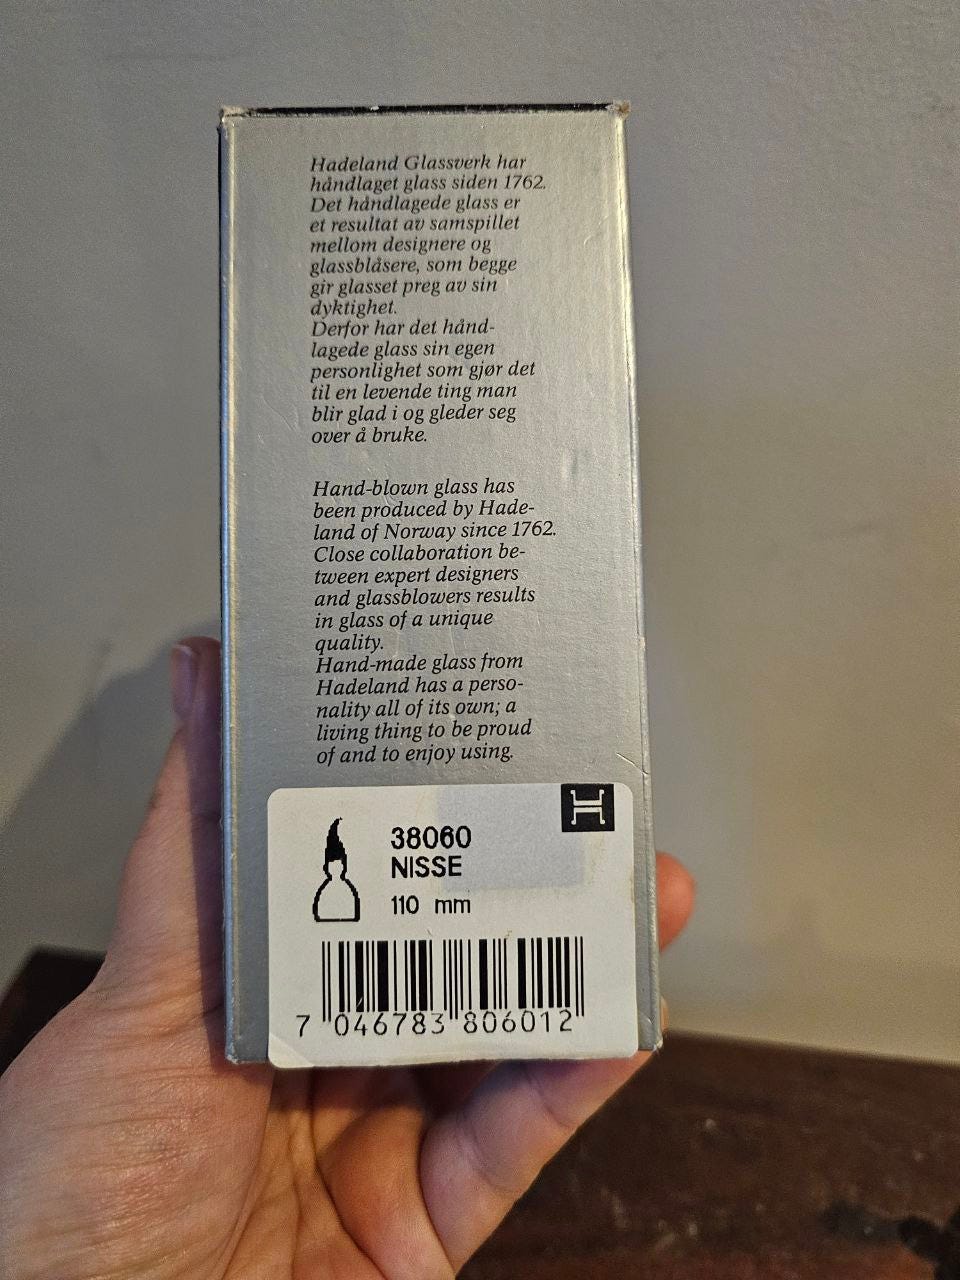 Hadeland Glassverk har
håndlaget glass siden 1762.
Det håndlagede glass er
et resultat av samspillet
mellom designere og
glassblåsere, som begge
gir glasset preg av sin
dyktighet.
Derfor har det hånd-
lagede glass sin egen
personlighet som gjør det
til en levende ting man
blir glad i og gleder seg
over å bruke.
Hand-blown glass has
been produced by Hade-
land of Norway since 1762.
Close collaboration be-
tween expert designers
and glassblowers results
in glass of a unique
quality.
Hand-made glass from
Hadeland has a perso-
nality all of its own; a
living thing to be proud
of and to enjoy using.
H
38060
NISSE
110 mm
7 046783 806012